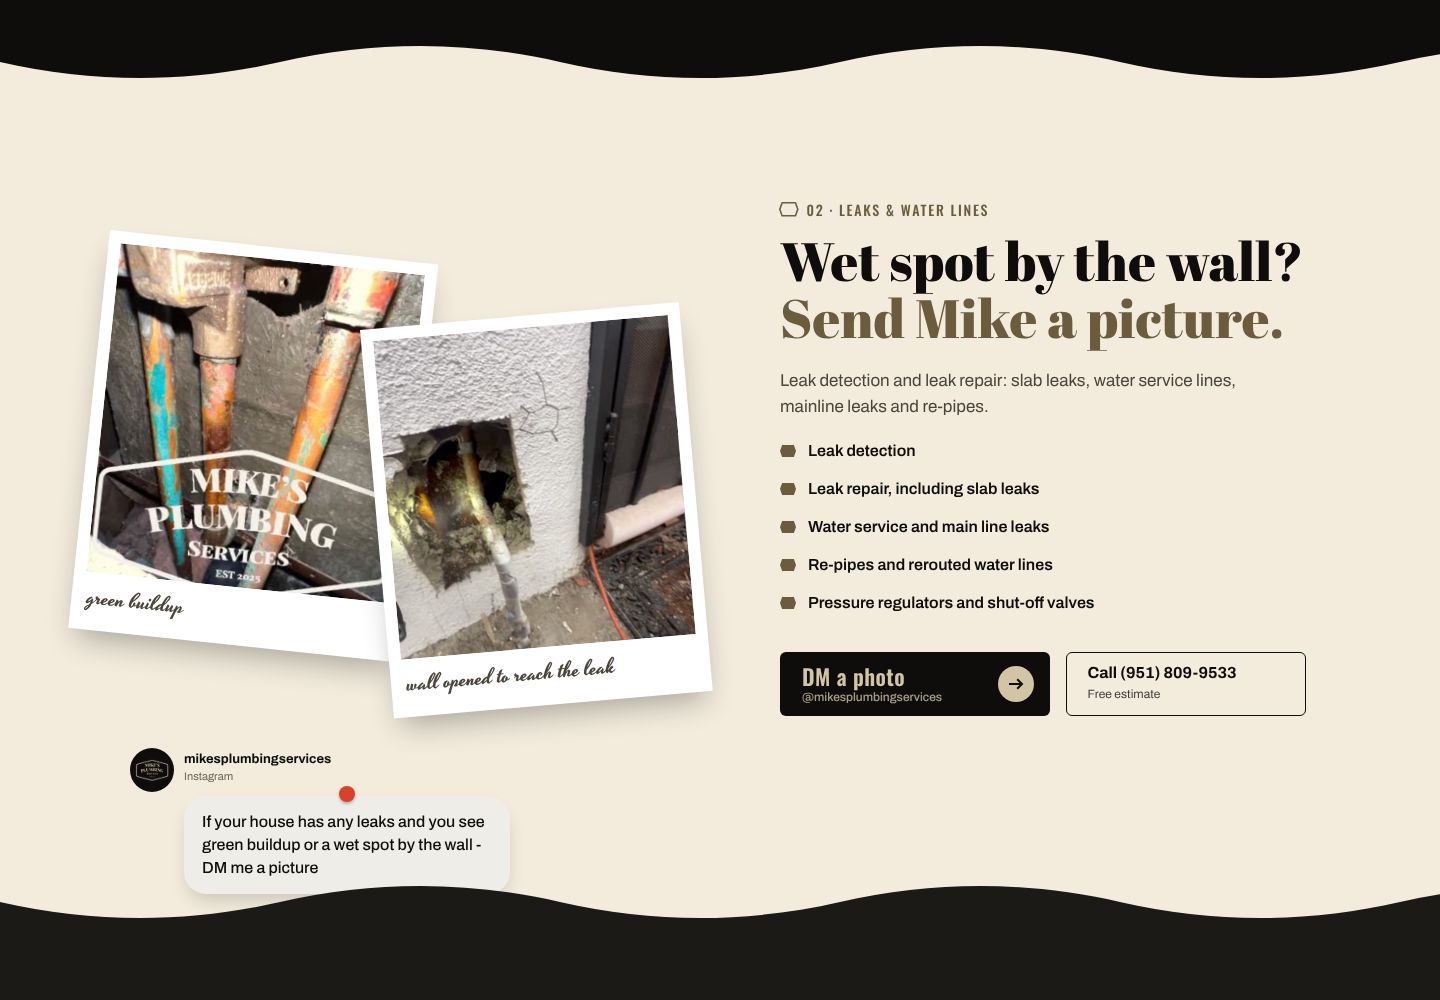 02 · LEAKS & WATER LINES
Wet spot by the wall?
Send Mike a picture.
Leak detection and leak repair: slab leaks, water service lines,
mainline leaks and re-pipes.
Leak detection
Leak repair, including slab leaks
Water service and main line leaks
Re-pipes and rerouted water lines
Pressure regulators and shut-off valves
DM a photo
@mikesplumbingservices
Call (951) 809-9533
Free estimate
MIKE'S
PLUMBING
SERVICES
EST 2025
green buildup
wall opened to reach the leak
MIKE'S
PLUMBING
mikesplumbingservices
Instagram
If your house has any leaks and you see
green buildup or a wet spot by the wall -
DM me a picture